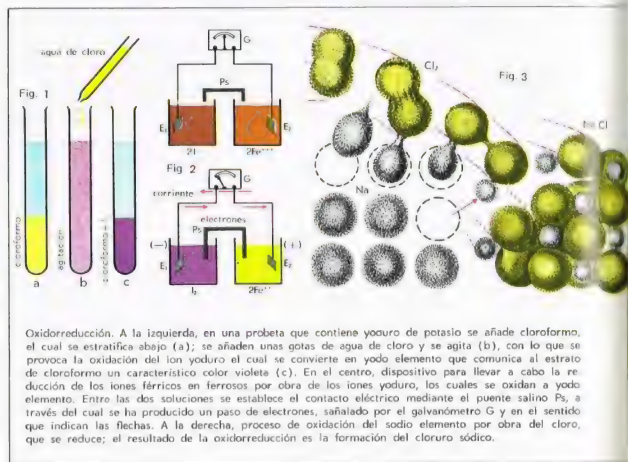 agua de cloro
Fig. 1
cloroformo
a
agitación
b
cloroformo + I₂
c
G
Ps
E₁
E₂
2I⁻
2Fe⁺⁺⁺
Fig 2
G
corriente
electrones
Ps
(−)
(+)
E₁
E₂
I₂
2Fe⁺⁺
Cl₂
Fig. 3
Na
Na Cl
Oxidorreducción. A la izquierda, en una probeta que contiene yoduro de potasio se añade cloroformo,
el cual se estratifica abajo (a); se añaden unas gotas de agua de cloro y se agita (b), con lo que se
provoca la oxidación del ion yoduro el cual se convierte en yodo elemento que comunica al estrato
de cloroformo un característico color violeta (c). En el centro, dispositivo para llevar a cabo la re
ducción de los iones férricos en ferrosos por obra de los iones yoduro, los cuales se oxidan a yodo
elemento. Entre las dos soluciones se establece el contacto eléctrico mediante el puente salino Ps, a
través del cual se ha producido un paso de electrones, señalado por el galvanómetro G y en el sentido
que indican las flechas. A la derecha, proceso de oxidación del sodio elemento por obra del cloro,
que se reduce; el resultado de la oxidorreducción es la formación del cloruro sódico.